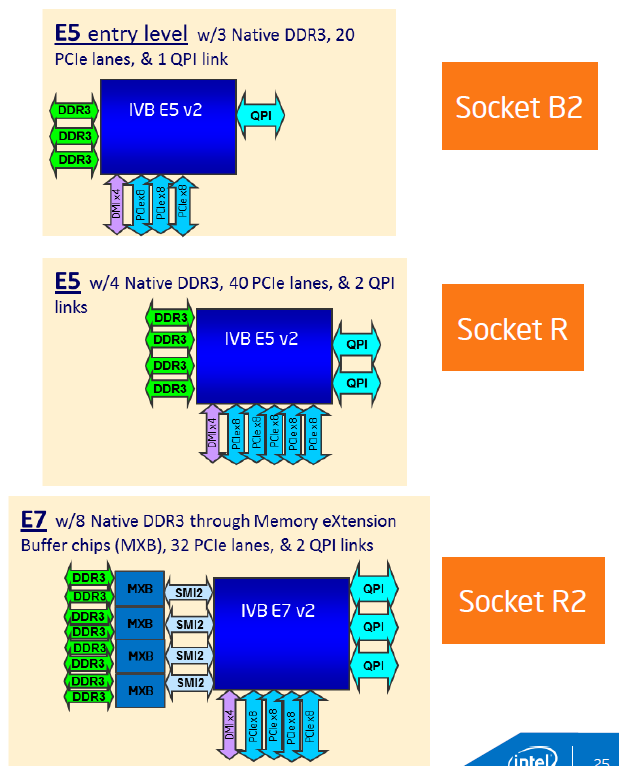 E5 entry level w/3 Native DDR3, 20
PCIe lanes, & 1 QPI link
IVB E5 v2
DDR3
DDR3
DDR3
QPI
DMI x4
PCIe x8
PCIe x8
PCIe x8
Socket B2
E5 w/4 Native DDR3, 40 PCIe lanes, & 2 QPI
links
DDR3
DDR3
DDR3
DDR3
IVB E5 v2
QPI
QPI
DMI x4
PCIe x8
PCIe x8
PCIe x8
PCIe x8
PCIe x8
Socket R
E7 w/8 Native DDR3 through Memory eXtension
Buffer chips (MXB), 32 PCIe lanes, & 2 QPI links
DDR3
DDR3
DDR3
DDR3
DDR3
DDR3
DDR3
DDR3
MXB
MXB
MXB
MXB
SMI2
SMI2
SMI2
SMI2
IVB E7 v2
QPI
QPI
QPI
DMI x4
PCIe x8
PCIe x8
PCIe x8
PCIe x8
Socket R2
intel
25